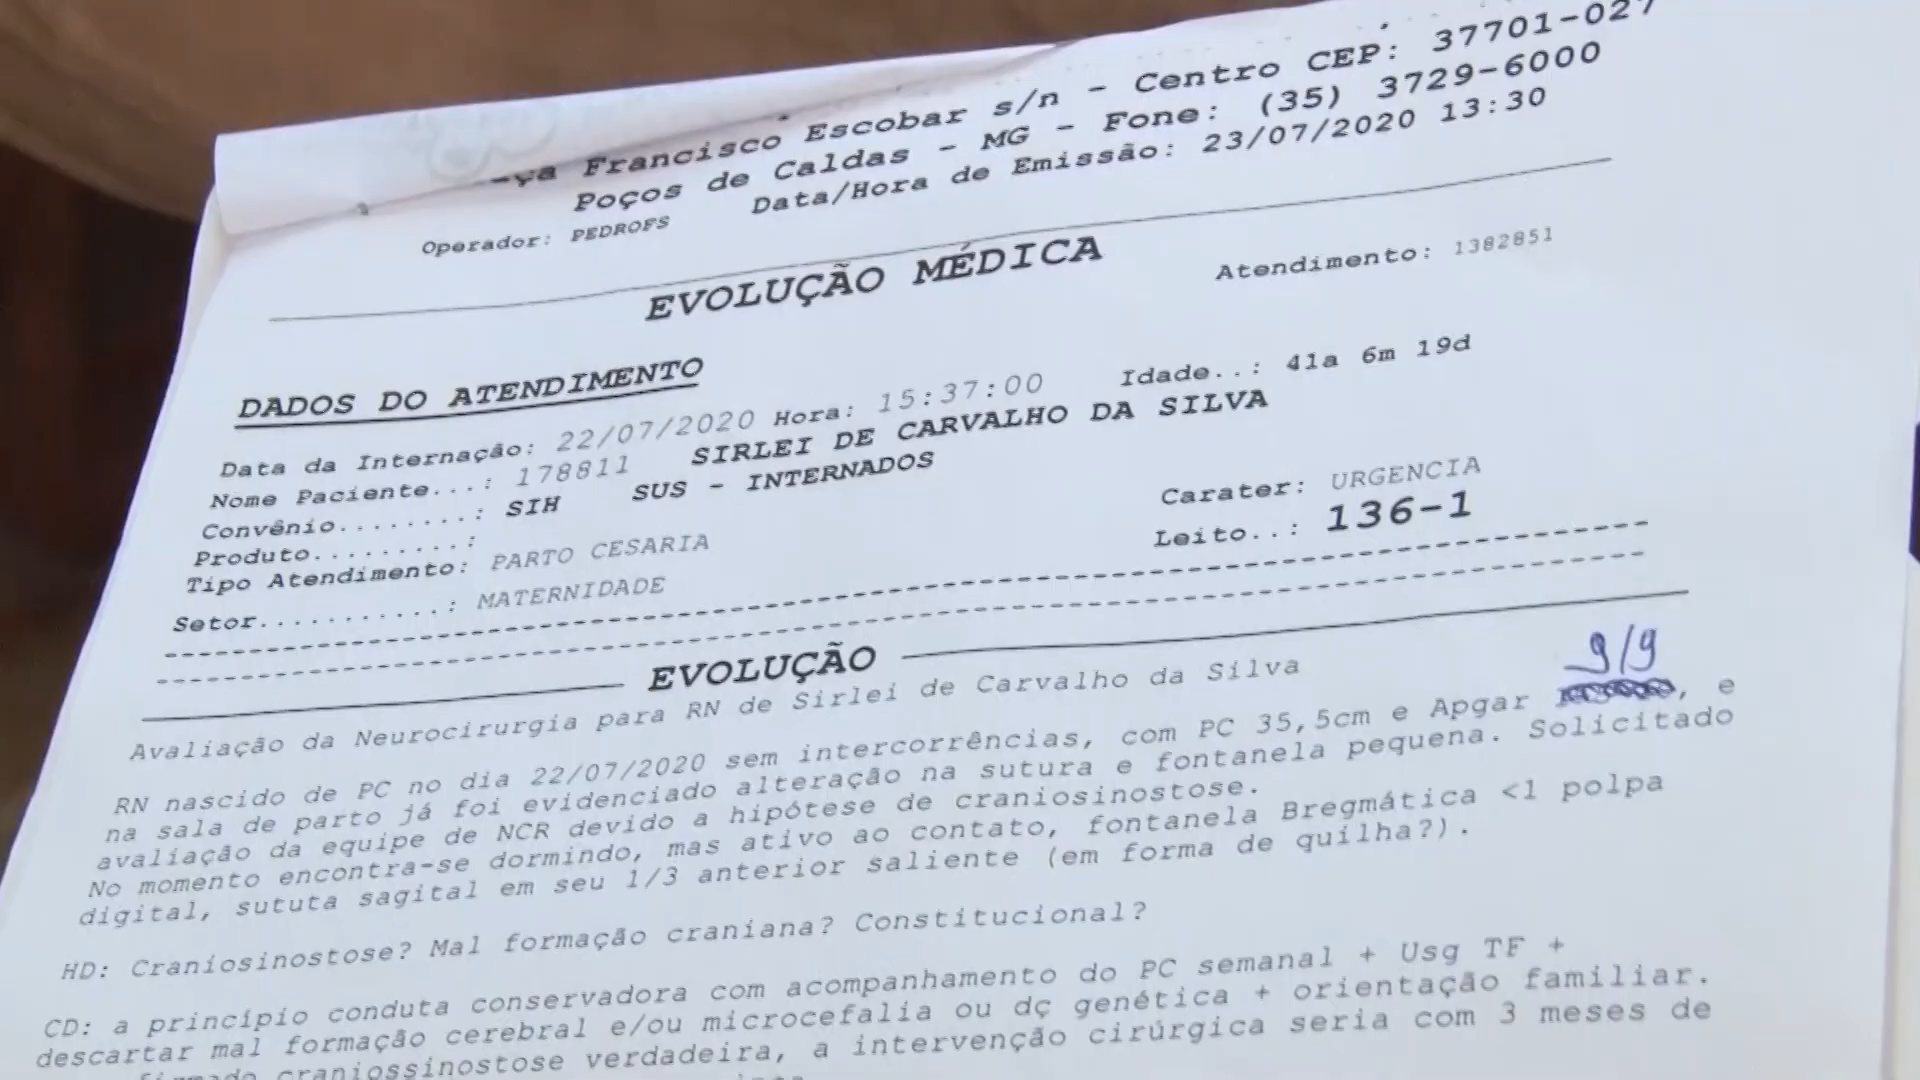 ça Francisco Escobar s/n - Centro CEP: 37701-027
Poços de Caldas - MG - Fone: (35) 3729-6000
Operador: PEDROFS Data/Hora de Emissão: 23/07/2020 13:30
EVOLUÇÃO MÉDICA Atendimento: 1382851
DADOS DO ATENDIMENTO
Data da Internação: 22/07/2020 Hora: 15:37:00 Idade..: 41a 6m 19d
Nome Paciente...: 178811 SIRLEI DE CARVALHO DA SILVA
Convênio........: SIH SUS - INTERNADOS
Produto.........: Carater: URGENCIA
Tipo Atendimento: PARTO CESARIA Leito..: 136-1
Setor..........: MATERNIDADE
EVOLUÇÃO
Avaliação da Neurocirurgia para RN de Sirlei de Carvalho da Silva
9/9
RN nascido de PC no dia 22/07/2020 sem intercorrências, com PC 35,5cm e Apgar , e
na sala de parto já foi evidenciado alteração na sutura e fontanela pequena. Solicitado
avaliação da equipe de NCR devido a hipótese de craniosinostose.
No momento encontra-se dormindo, mas ativo ao contato, fontanela Bregmática <1 polpa
digital, sututa sagital em seu 1/3 anterior saliente (em forma de quilha?).
HD: Craniosinostose? Mal formação craniana? Constitucional?
CD: a princípio conduta conservadora com acompanhamento do PC semanal + Usg TF +
descartar mal formação cerebral e/ou microcefalia ou dç genética + orientação familiar.
craniossinostose verdadeira, a intervenção cirúrgica seria com 3 meses de